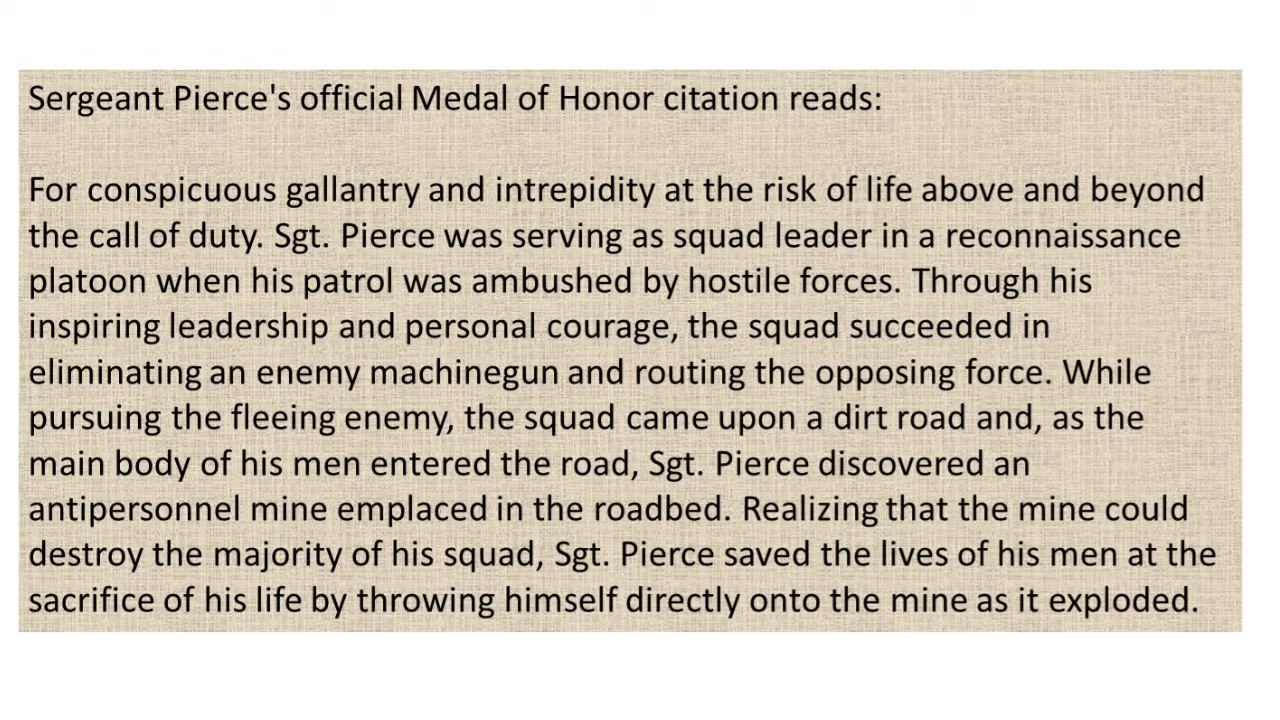 Sergeant Pierce's official Medal of Honor citation reads:
For conspicuous gallantry and intrepidity at the risk of life above and beyond
the call of duty. Sgt. Pierce was serving as squad leader in a reconnaissance
platoon when his patrol was ambushed by hostile forces. Through his
inspiring leadership and personal courage, the squad succeeded in
eliminating an enemy machinegun and routing the opposing force. While
pursuing the fleeing enemy, the squad came upon a dirt road and, as the
main body of his men entered the road, Sgt. Pierce discovered an
antipersonnel mine emplaced in the roadbed. Realizing that the mine could
destroy the majority of his squad, Sgt. Pierce saved the lives of his men at the
sacrifice of his life by throwing himself directly onto the mine as it exploded.